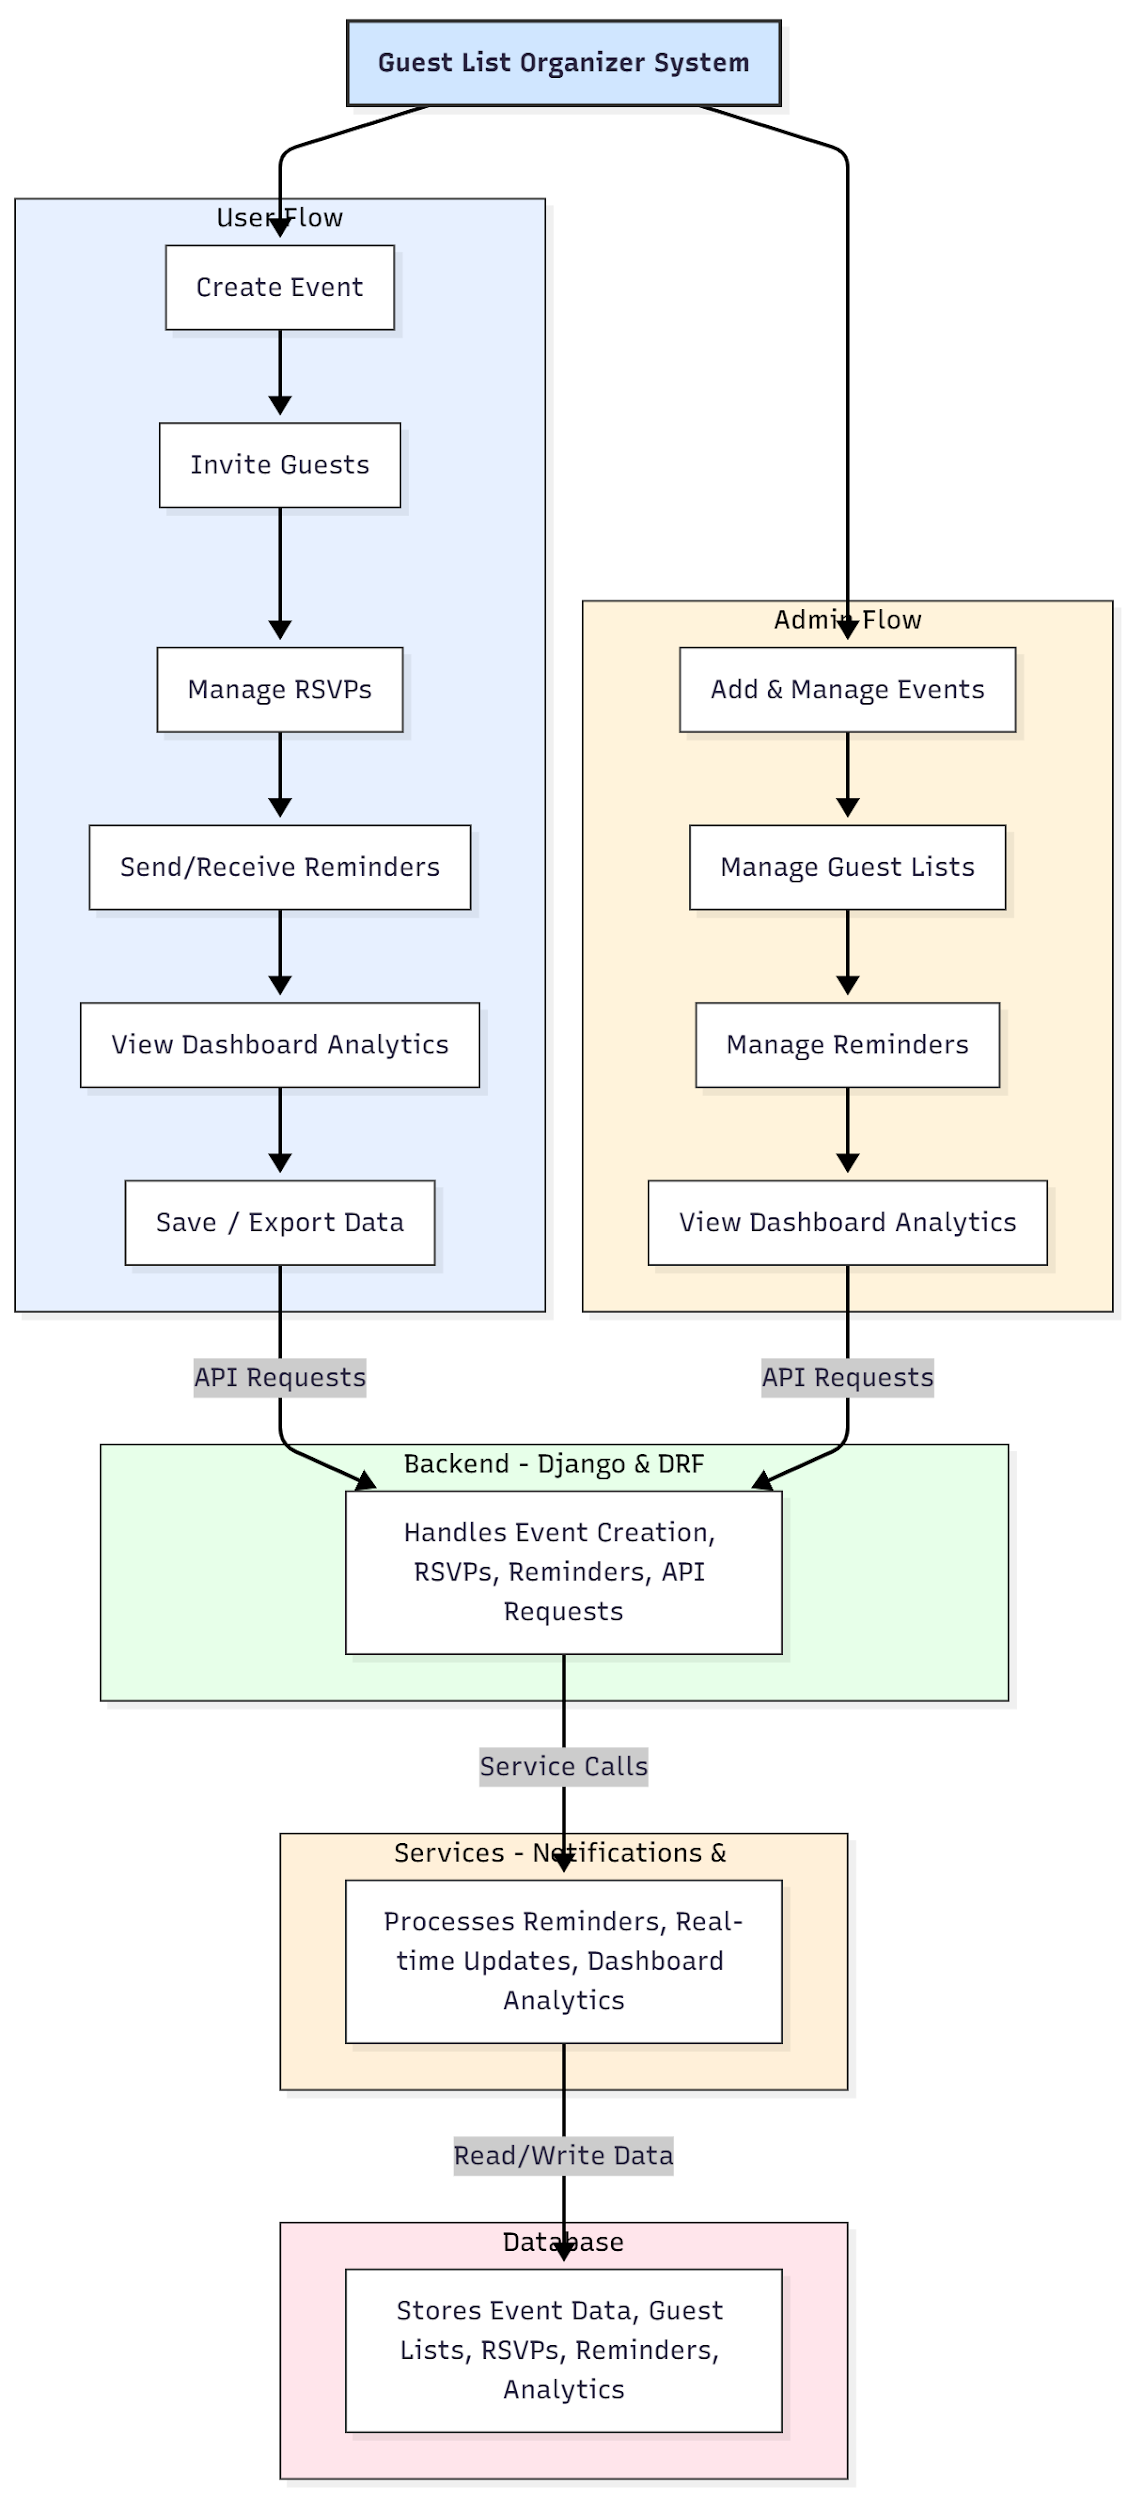 Guest List Organizer System
User Flow
Create Event
Invite Guests
Manage RSVPs
Send/Receive Reminders
View Dashboard Analytics
Save / Export Data
Admin Flow
Add & Manage Events
Manage Guest Lists
Manage Reminders
View Dashboard Analytics
API Requests
API Requests
Backend - Django & DRF
Handles Event Creation,
RSVPs, Reminders, API
Requests
Service Calls
Services - Notifications &
Processes Reminders, Real-
time Updates, Dashboard
Analytics
Read/Write Data
Database
Stores Event Data, Guest
Lists, RSVPs, Reminders,
Analytics